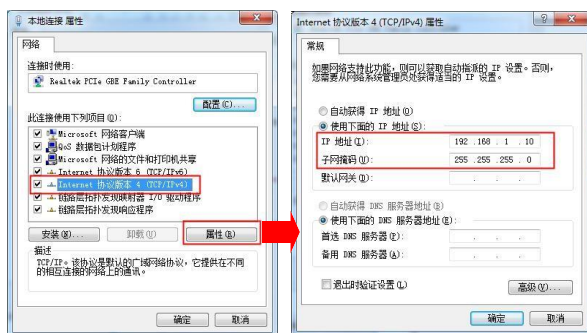 本地连接 属性
网络
连接时使用:
Realtek PCIe GBE Family Controller
配置(C)...
此连接使用下列项目(O):
Microsoft 网络客户端
QoS 数据包计划程序
Microsoft 网络的文件和打印机共享
Internet 协议版本 6 (TCP/IPv6)
Internet 协议版本 4 (TCP/IPv4)
链路层拓扑发现映射器 I/O 驱动程序
链路层拓扑发现响应程序
安装(N)...
卸载(U)
属性(R)
描述
TCP/IP。该协议是默认的广域网络协议，它提供在不同
的相互连接的网络上的通讯。
确定
取消
Internet 协议版本 4 (TCP/IPv4) 属性
常规
如果网络支持此功能，则可以获取自动指派的 IP 设置。否则，
您需要从网络系统管理员处获得适当的 IP 设置。
自动获得 IP 地址(O)
使用下面的 IP 地址(S):
IP 地址(I): 192 .168 . 1 . 10
子网掩码(U): 255 .255 .255 . 0
默认网关(D): . . .
自动获得 DNS 服务器地址(B)
使用下面的 DNS 服务器地址(E):
首选 DNS 服务器(P): . . .
备用 DNS 服务器(A): . . .
退出时验证设置(L)
高级(V)...
确定
取消